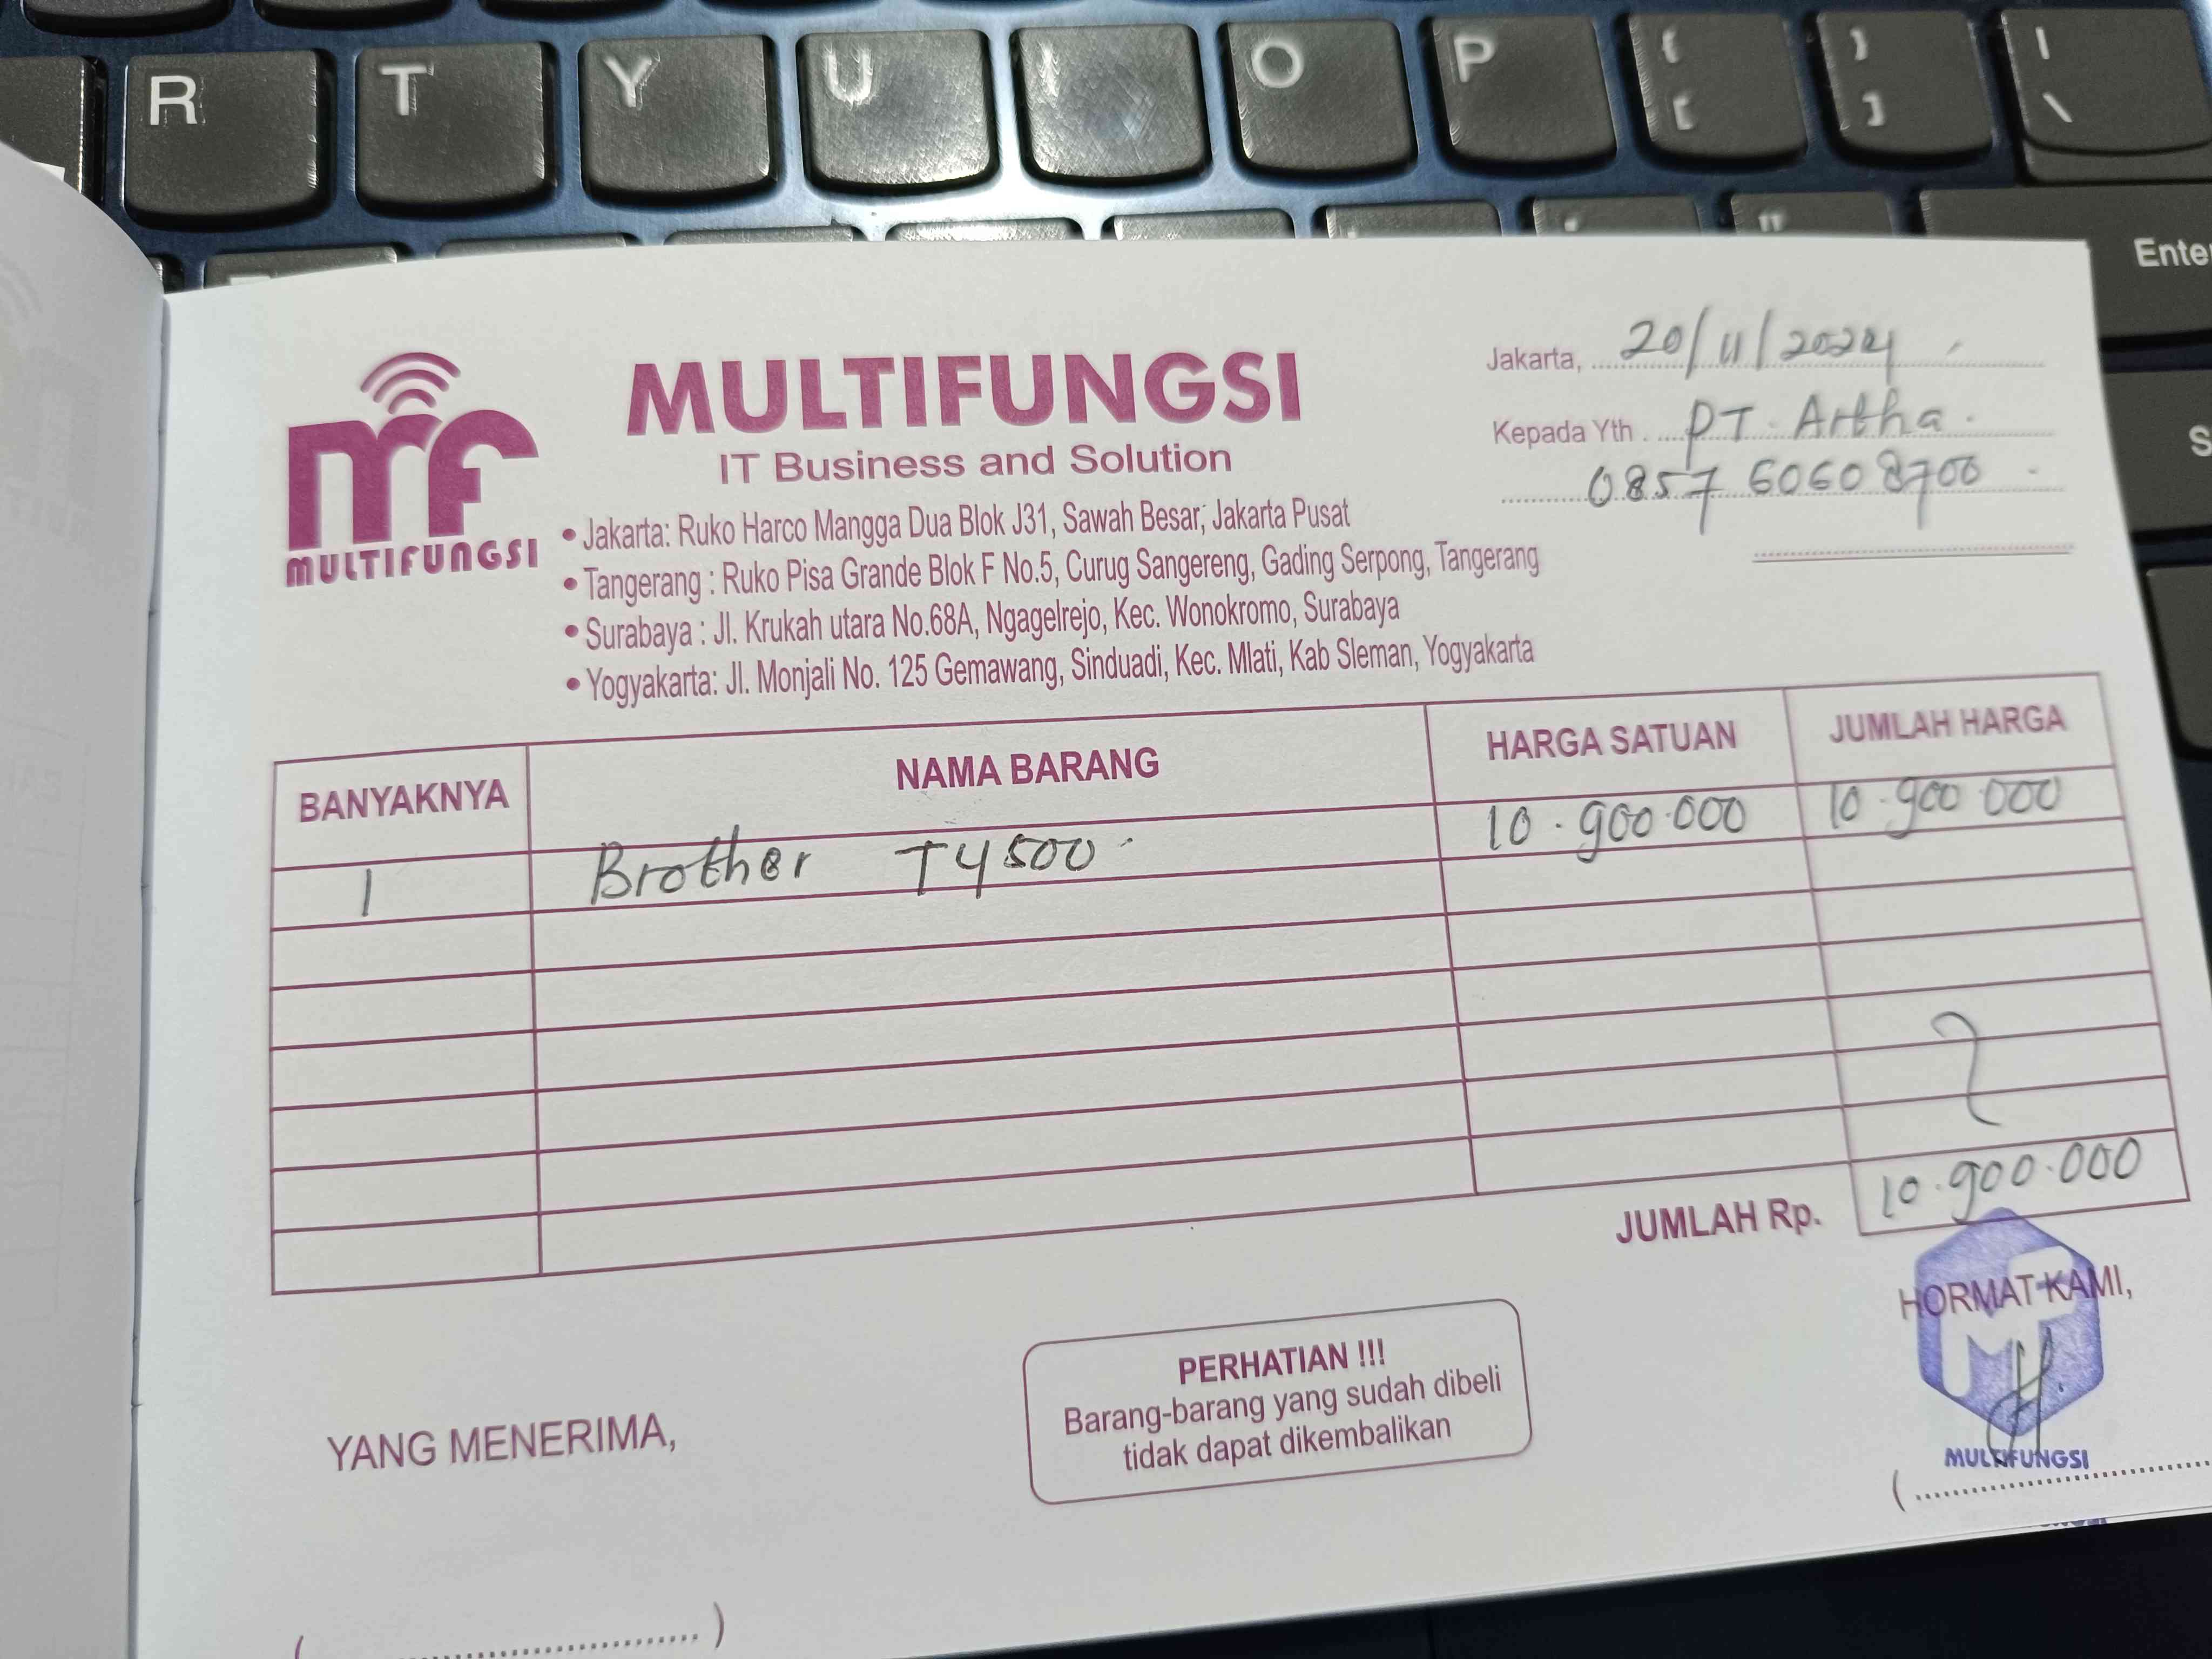 R T Y U I O P { [ } ] | \
" Enter
MULTIFUNGSI
MULTIFUNGSI
IT Business and Solution
• Jakarta: Ruko Harco Mangga Dua Blok J31, Sawah Besar, Jakarta Pusat
• Tangerang : Ruko Pisa Grande Blok F No.5, Curug Sangereng, Gading Serpong, Tangerang
• Surabaya : Jl. Krukah utara No.68A, Ngagelrejo, Kec. Wonokromo, Surabaya
• Yogyakarta: Jl. Monjali No. 125 Gemawang, Sinduadi, Kec. Mlati, Kab Sleman, Yogyakarta
Jakarta, 20/11/2024
Kepada Yth . PT. Artha.
0857 6060 8700
BANYAKNYA NAMA BARANG HARGA SATUAN JUMLAH HARGA
1 Brother T4500 10.900.000 10.900.000
JUMLAH Rp. 10.900.000
HORMAT KAMI,
MULTIFUNGSI
PERHATIAN !!!
Barang-barang yang sudah dibeli
tidak dapat dikembalikan
YANG MENERIMA,